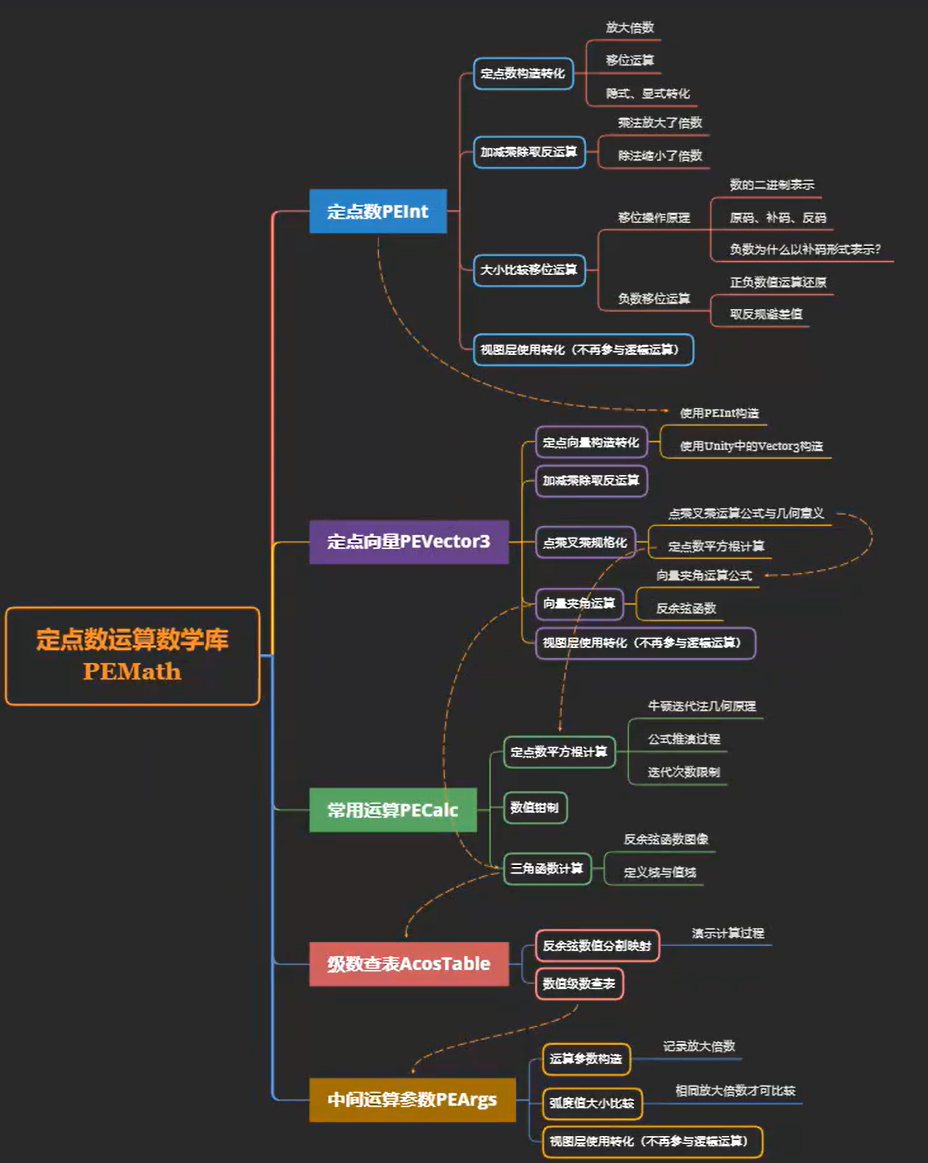 定点数运算数学库
PEMath
定点数PEInt
定点数构造转化
放大倍数
移位运算
隐式、显式转化
加减乘除取反运算
乘法放大了倍数
除法缩小了倍数
大小比较移位运算
移位操作原理
数的二进制表示
原码、补码、反码
负数为什么以补码形式表示?
负数移位运算
正负数值运算还原
取反规避差值
视图层使用转化（不再参与逻辑运算）
定点向量PEVector3
定点向量构造转化
使用PEInt构造
使用Unity中的Vector3构造
加减乘除取反运算
点乘叉乘规格化
点乘叉乘运算公式与几何意义
定点数平方根计算
向量夹角运算
向量夹角运算公式
反余弦函数
视图层使用转化（不再参与逻辑运算）
常用运算PECalc
定点数平方根计算
牛顿迭代法几何原理
公式推演过程
迭代次数限制
数值钳制
三角函数计算
反余弦函数图像
定义域与值域
级数查表AcosTable
反余弦数值分割映射
演示计算过程
数值级数查表
中间运算参数PEArgs
运算参数构造
记录放大倍数
弧度值大小比较
相同放大倍数才可比较
视图层使用转化（不再参与逻辑运算）